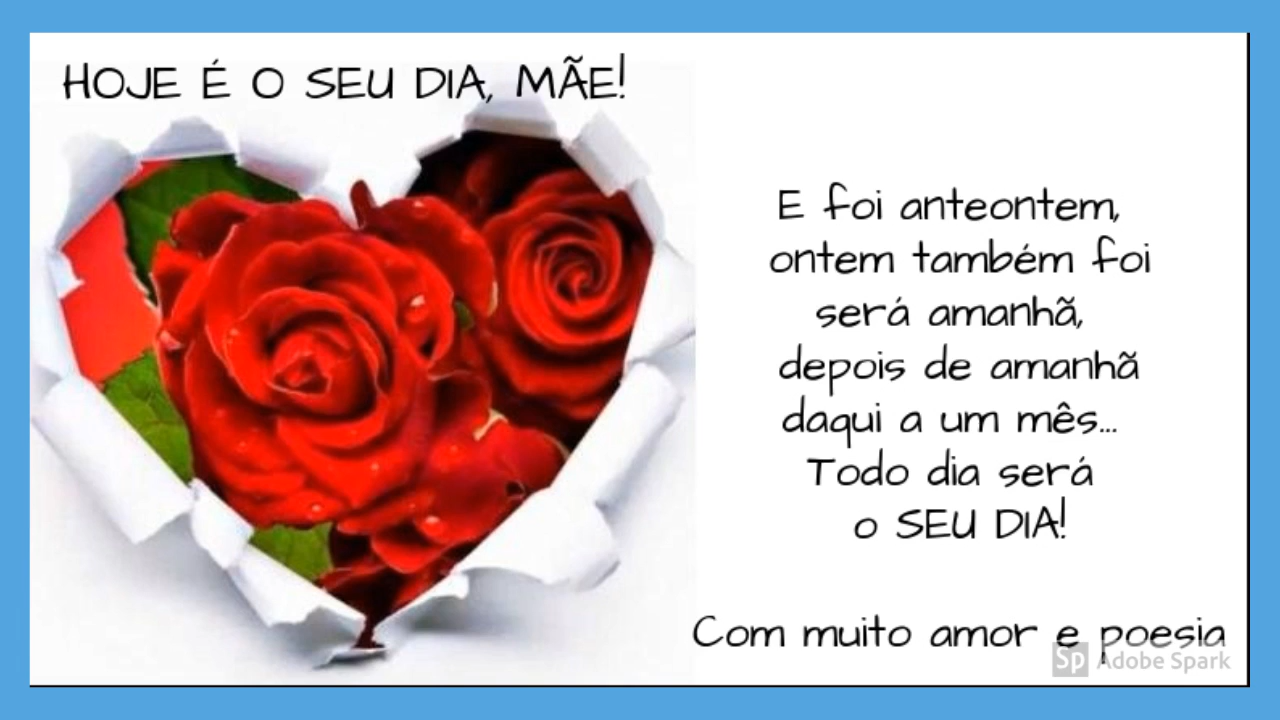 HOJE É O SEU DIA, MÃE!
E foi anteontem,
ontem também foi
será amanhã,
depois de amanhã
daqui a um mês...
Todo dia será
o SEU DIA!
Com muito amor e poesia
Sp Adobe Spark